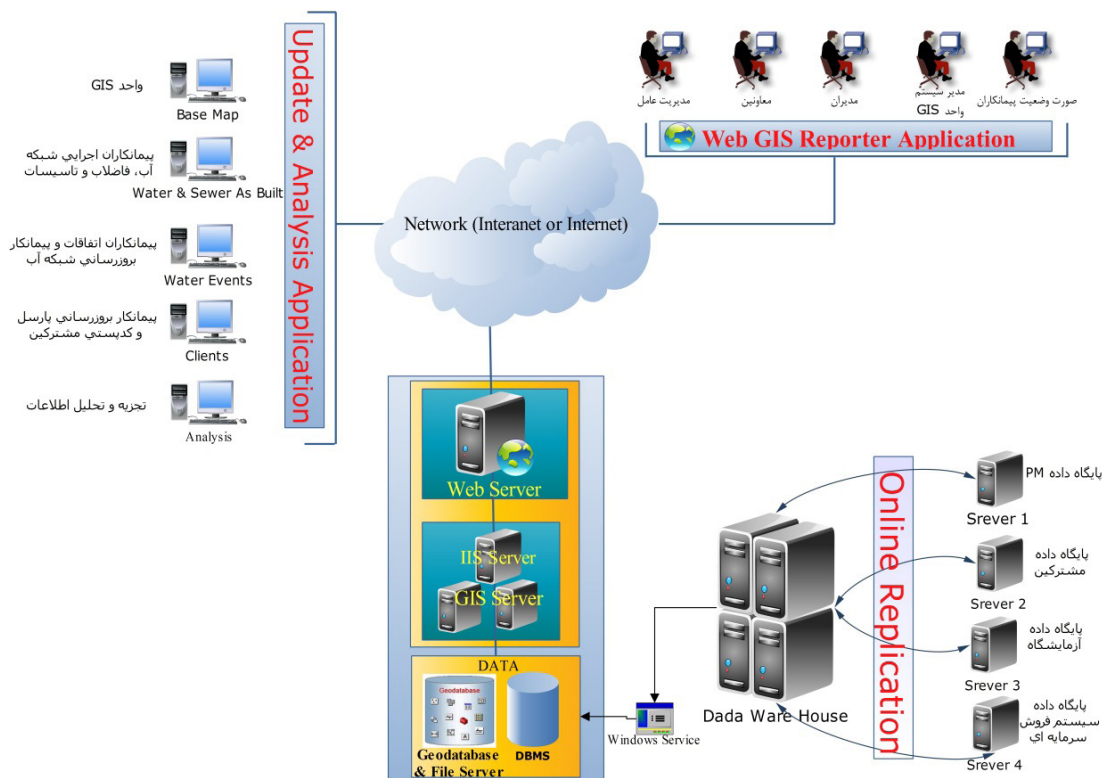 واحد GIS
Base Map
پيمانكاران اجرايي شبكه
آب، فاضلاب و تاسيسات
Water & Sewer As Built
پيمانكاران اتفاقات و پيمانكار
بروزرساني شبكه آب
Water Events
پيمانكار بروزرساني پارسل
و كدپستي مشتركين
Clients
تجزيه و تحليل اطلاعات
Analysis
Update & Analysis Application
مديريت عامل
معاونين
مديران
مدير سيستم
واحد GIS
صورت وضعيت پيمانكاران
Web GIS Reporter Application
Network (Interanet or Internet)
Web Server
IIS Server
GIS Server
DATA
Geodatabase
Geodatabase
& File Server
DBMS
Windows Service
Dada Ware House
Online Replication
پايگاه داده PM
Srever 1
پايگاه داده
مشتركين
Srever 2
پايگاه داده
آزمايشگاه
Srever 3
پايگاه داده
سيستم فروش
سرمايه اي
Srever 4